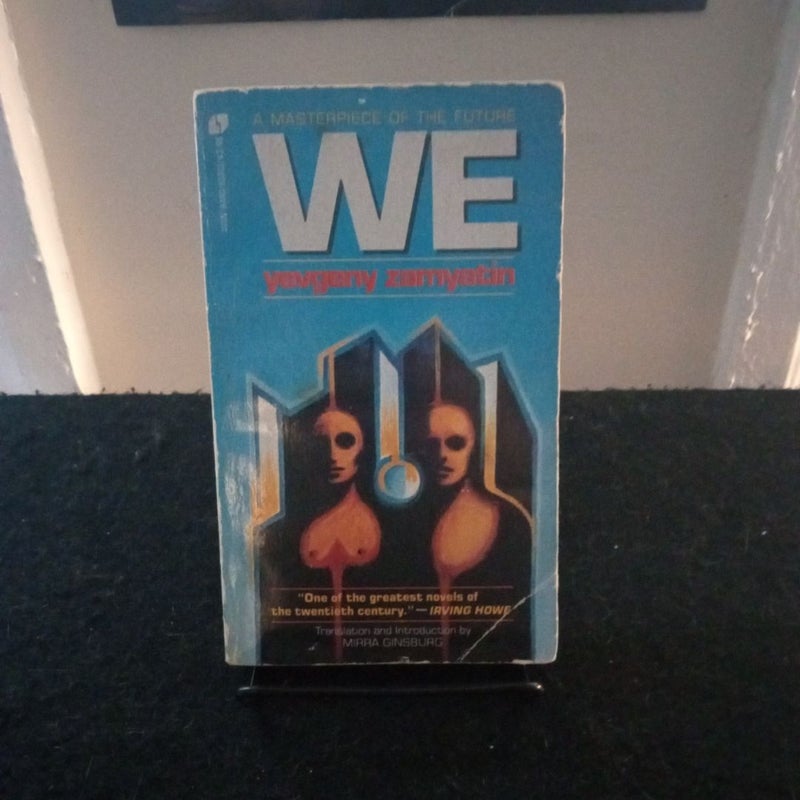 A MASTERPIECE OF THE FUTURE
WE
yevgeny zamyatin
"One of the greatest novels of
the twentieth century."—IRVING HOWE
Translation and Introduction by
MIRRA GINSBURG